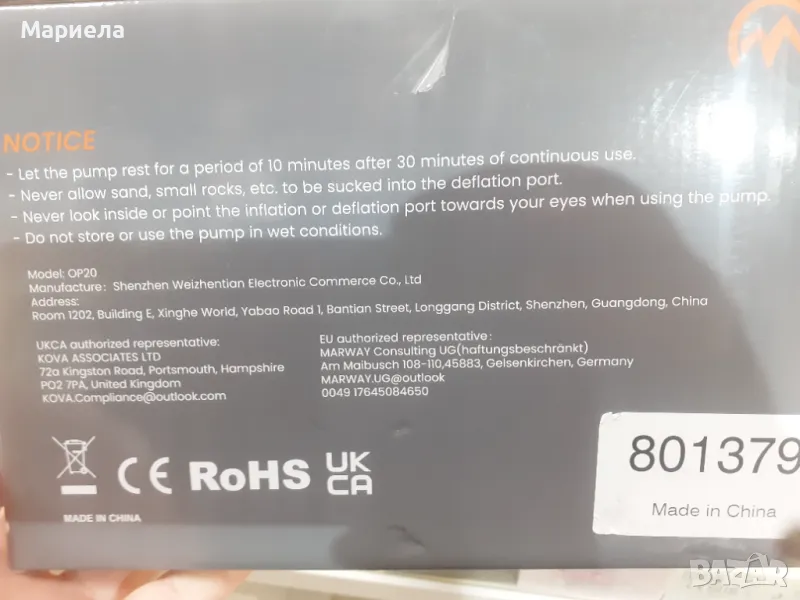 Мариела
NOTICE
- Let the pump rest for a period of 10 minutes after 30 minutes of continuous use.
- Never allow sand, small rocks, etc. to be sucked into the deflation port.
- Never look inside or point the inflation or deflation port towards your eyes when using the pump.
- Do not store or use the pump in wet conditions.
Model: OP20
Manufacture: Shenzhen Weizhentian Electronic Commerce Co., Ltd
Address:
Room 1202, Building E, Xinghe World, Yabao Road 1, Bantian Street, Longgang District, Shenzhen, Guangdong, China
UKCA authorized representative:
KOVA ASSOCIATES LTD
72a Kingston Road, Portsmouth, Hampshire
PO2 7PA, United Kingdom
KOVA.Compliance@outlook.com
EU authorized representative:
MARWAY Consulting UG(haftungsbeschränkt)
Am Maibusch 108-110,45883, Gelsenkirchen, Germany
MARWAY.UG@outlook
0049 17645084650
CE RoHS UK
CA
MADE IN CHINA
801379
Made in China
BAZAR